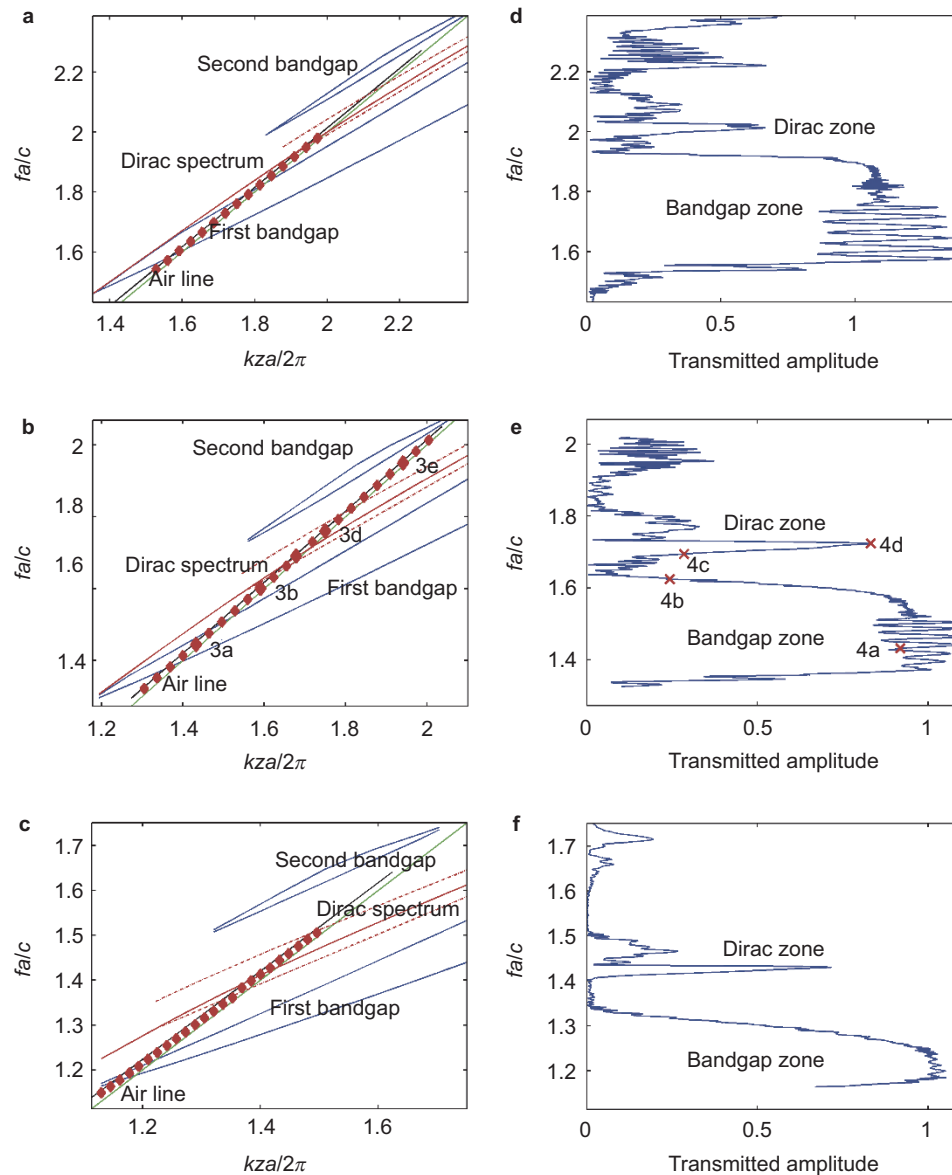 a
2.2
2
1.8
1.6
fa/c
Second bandgap
Dirac spectrum
First bandgap
Air line
1.4 1.6 1.8 2 2.2
kza/2π
d
2.2
2
1.8
1.6
fa/c
Dirac zone
Bandgap zone
0 0.5 1
Transmitted amplitude
b
2
1.8
1.6
1.4
fa/c
Second bandgap
3e
3d
Dirac spectrum
3b
First bandgap
3a
Air line
1.2 1.4 1.6 1.8 2
kza/2π
e
2
1.8
1.6
1.4
fa/c
Dirac zone
4d
4c
4b
Bandgap zone
4a
0 0.5 1
Transmitted amplitude
c
1.7
1.6
1.5
1.4
1.3
1.2
fa/c
Second bandgap
Dirac spectrum
First bandgap
Air line
1.2 1.4 1.6
kza/2π
f
1.7
1.6
1.5
1.4
1.3
1.2
fa/c
Dirac zone
Bandgap zone
0 0.5 1
Transmitted amplitude